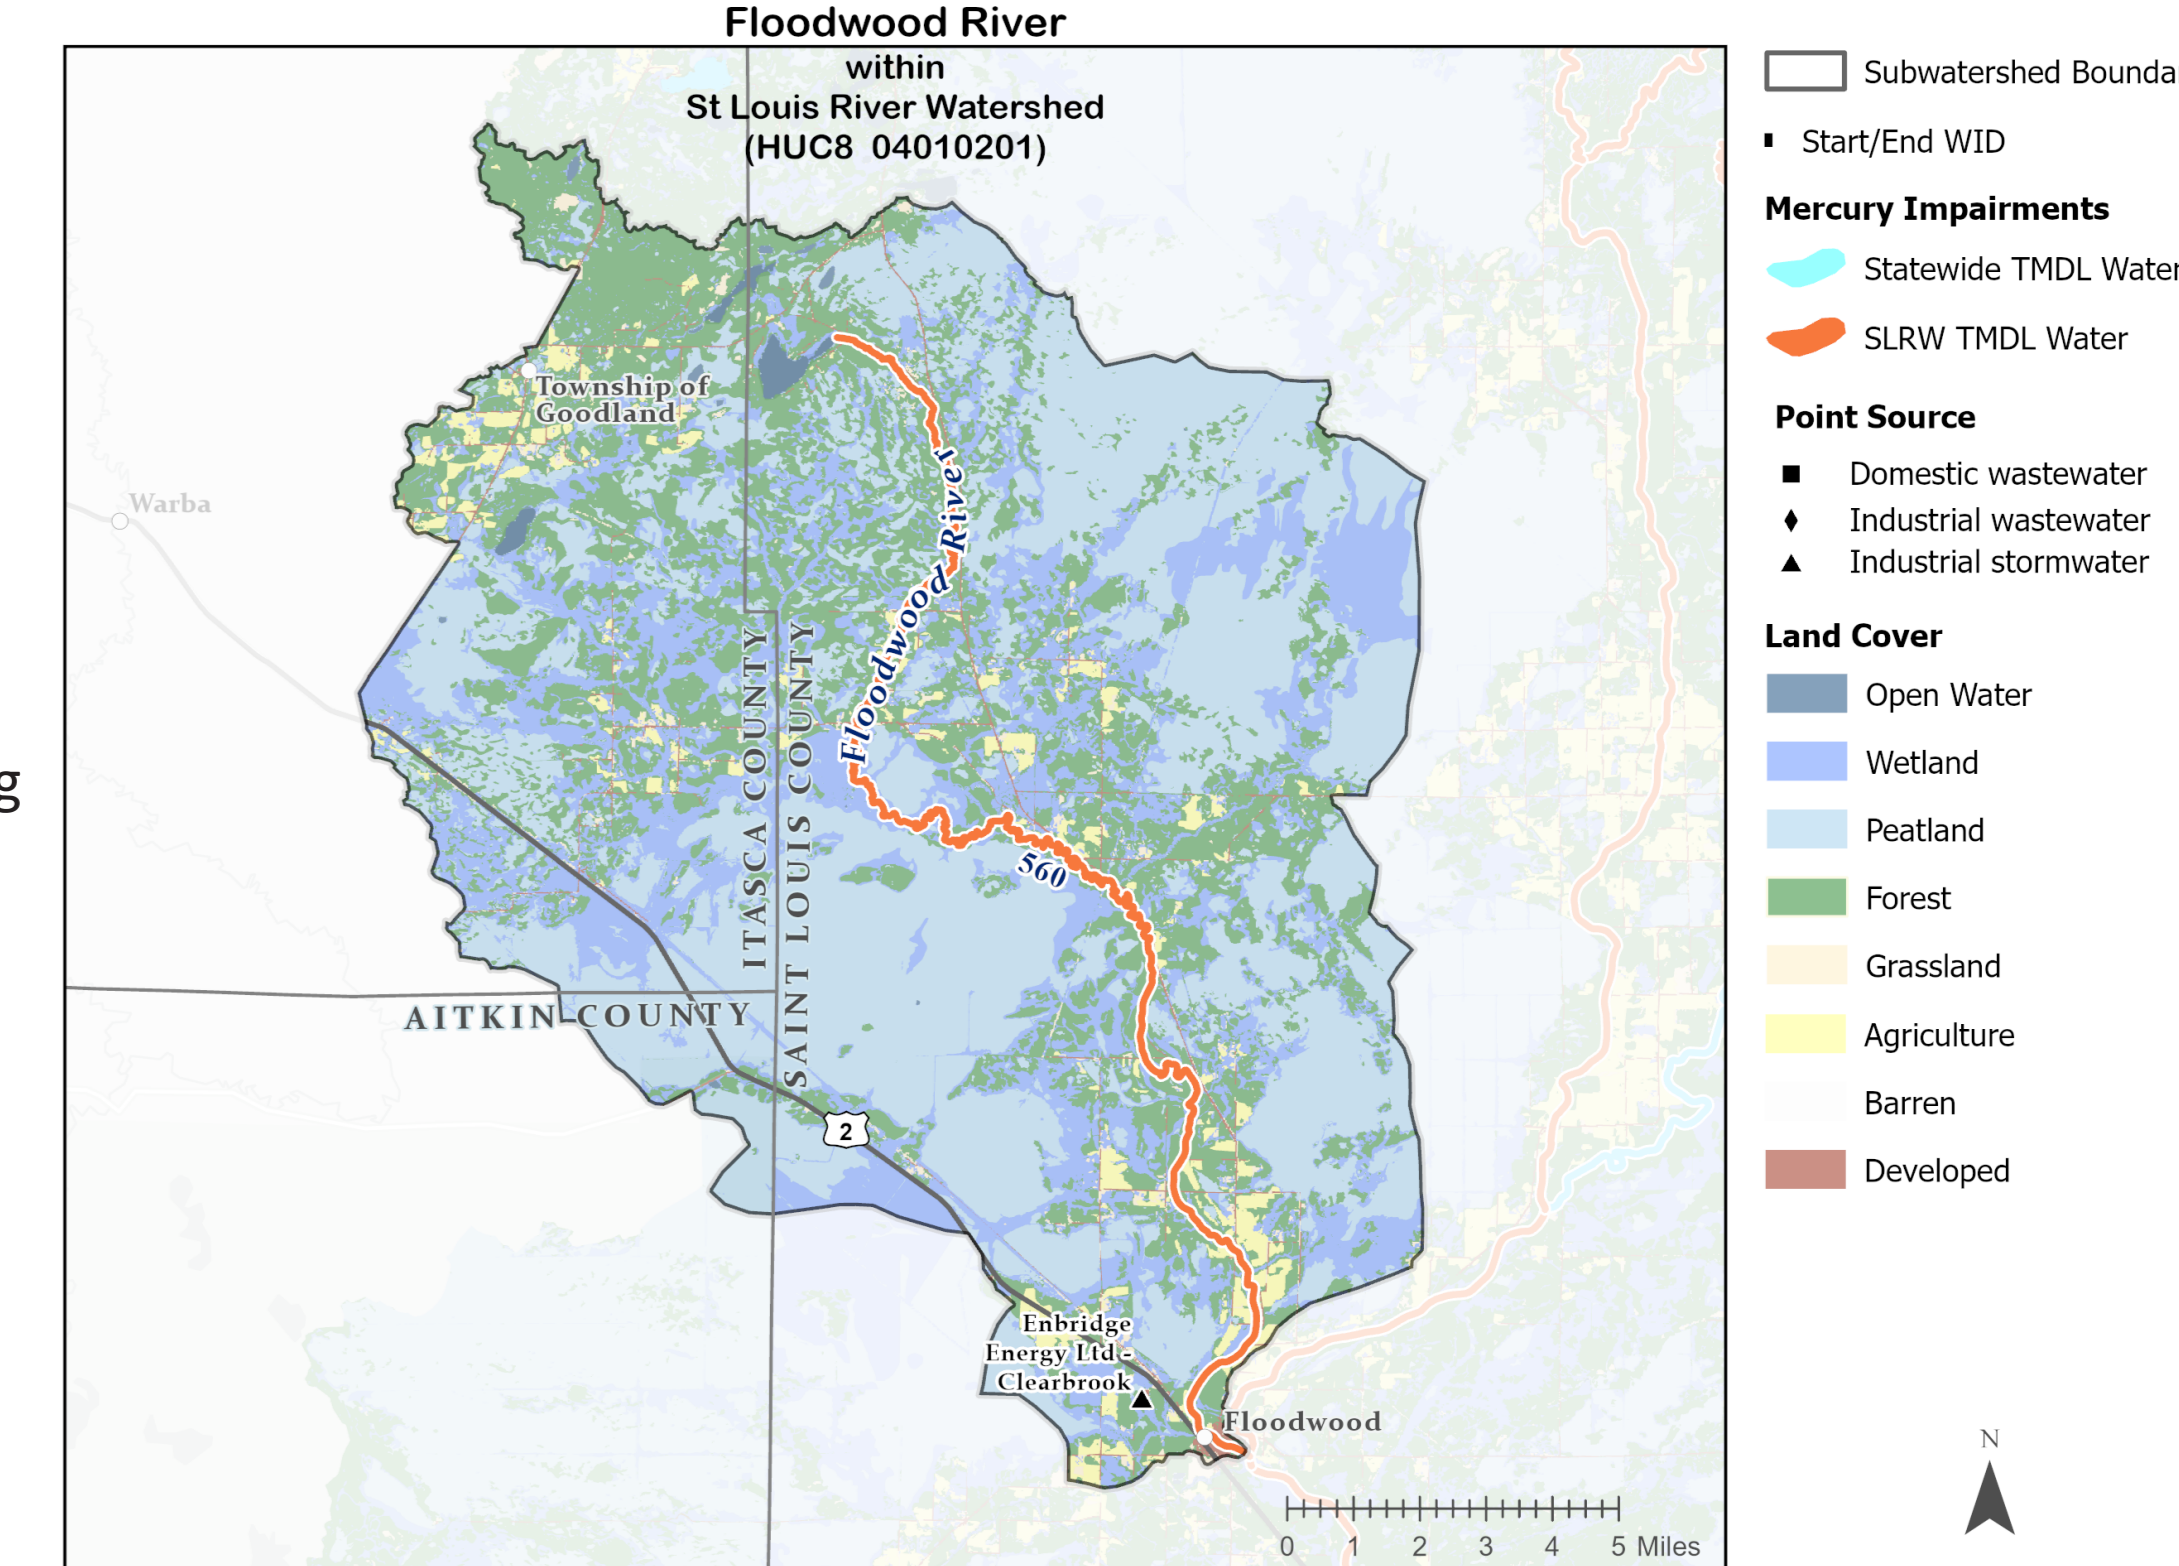 Floodwood River
within
St Louis River Watershed
(HUC8 04010201)
Township of
Goodland
Warba
Floodwood River
560
ITASCA COUNTY
SAINT LOUIS COUNTY
AITKIN COUNTY
2
Enbridge
Energy Ltd -
Clearbrook
Floodwood
0 1 2 3 4 5 Miles
g
Subwatershed Bounda
Start/End WID
Mercury Impairments
Statewide TMDL Water
SLRW TMDL Water
Point Source
Domestic wastewater
Industrial wastewater
Industrial stormwater
Land Cover
Open Water
Wetland
Peatland
Forest
Grassland
Agriculture
Barren
Developed
N